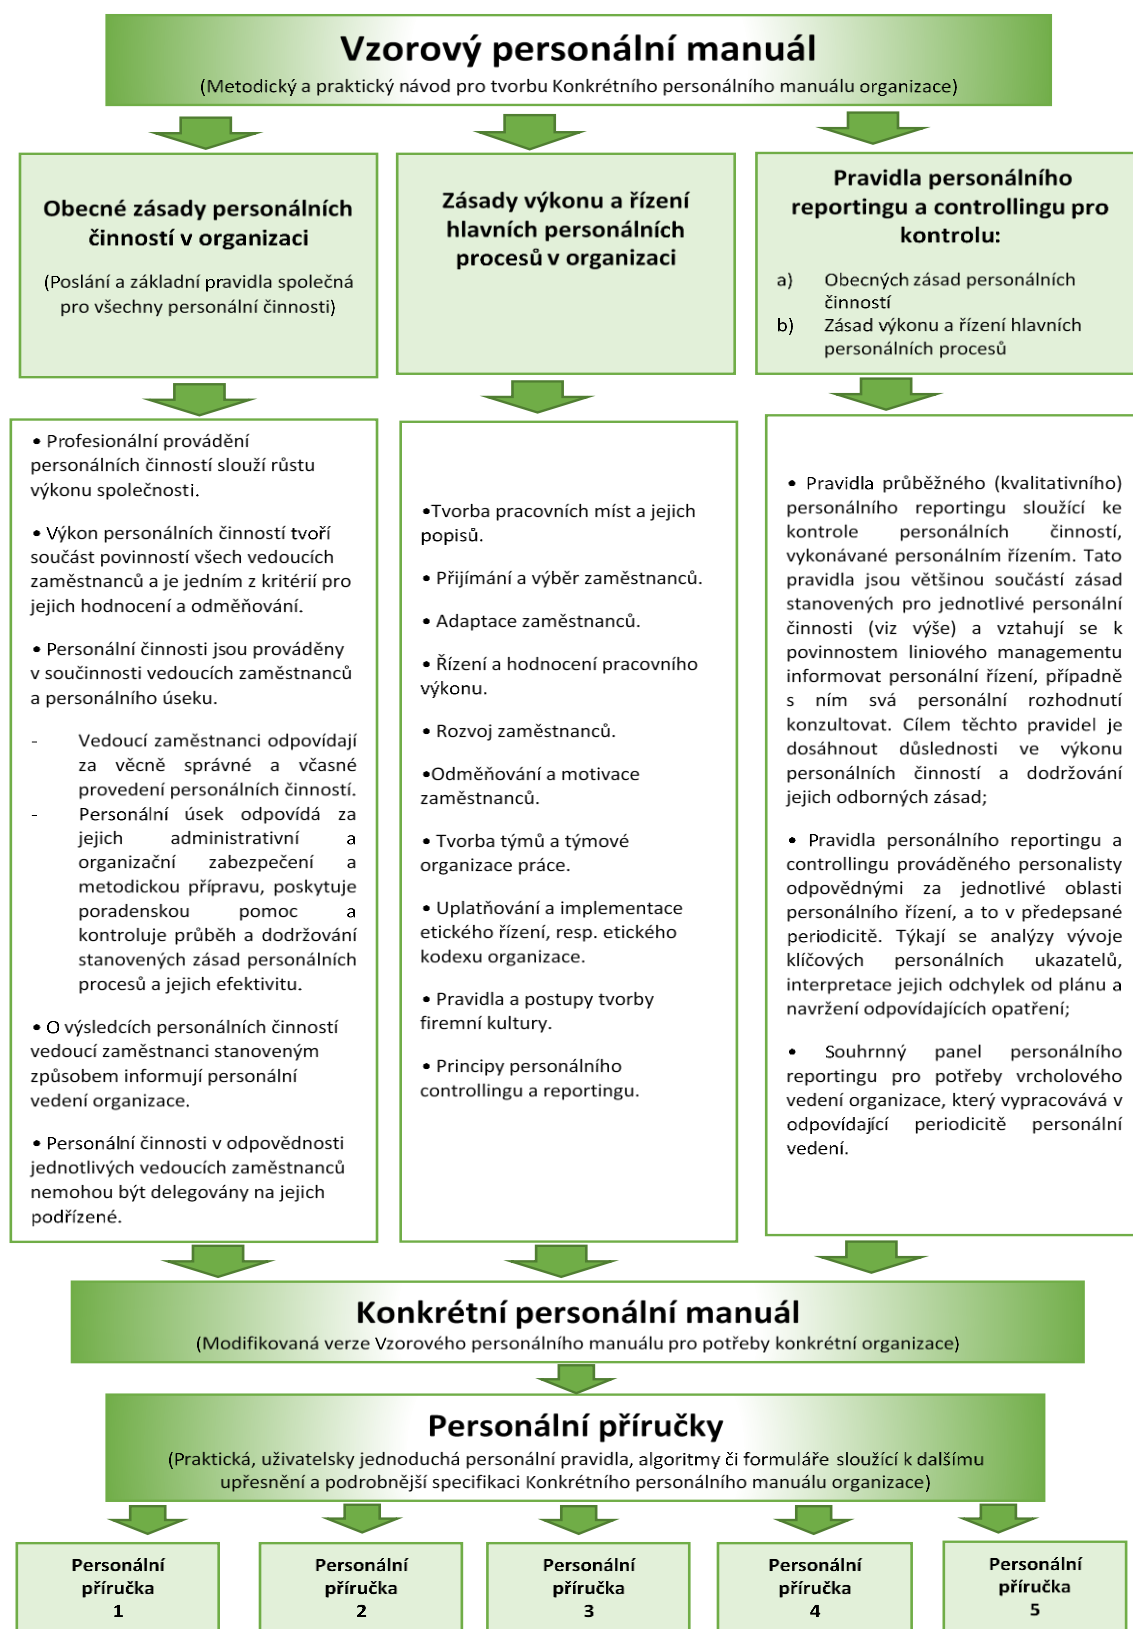 Vzorový personální manuál
(Metodický a praktický návod pro tvorbu Konkrétního personálního manuálu organizace)
Obecné zásady personálních
činností v organizaci
(Poslání a základní pravidla společná
pro všechny personální činnosti)
Zásady výkonu a řízení
hlavních personálních
procesů v organizaci
Pravidla personálního
reportingu a controllingu pro
kontrolu:
a) Obecných zásad personálních
činností
b) Zásad výkonu a řízení hlavních
personálních procesů
• Profesionální provádění
personálních činností slouží růstu
výkonu společnosti.
• Výkon personálních činností tvoří
součást povinností všech vedoucích
zaměstnanců a je jedním z kritérií pro
jejich hodnocení a odměňování.
• Personální činnosti jsou prováděny
v součinnosti vedoucích zaměstnanců
a personálního úseku.
- Vedoucí zaměstnanci odpovídají
za věcně správné a včasné
provedení personálních činností.
- Personální úsek odpovídá za
jejich administrativní a
organizační zabezpečení a
metodickou přípravu, poskytuje
poradenskou pomoc a
kontroluje průběh a dodržování
stanovených zásad personálních
procesů a jejich efektivitu.
• O výsledcích personálních činností
vedoucí zaměstnanci stanoveným
způsobem informují personální
vedení organizace.
• Personální činnosti v odpovědnosti
jednotlivých vedoucích zaměstnanců
nemohou být delegovány na jejich
podřízené.
•Tvorba pracovních míst a jejich
popisů.
• Přijímání a výběr zaměstnanců.
• Adaptace zaměstnanců.
• Řízení a hodnocení pracovního
výkonu.
• Rozvoj zaměstnanců.
•Odměňování a motivace
zaměstnanců.
• Tvorba týmů a týmové
organizace práce.
• Uplatňování a implementace
etického řízení, resp. etického
kodexu organizace.
• Pravidla a postupy tvorby
firemní kultury.
• Principy personálního
controllingu a reportingu.
• Pravidla průběžného (kvalitativního)
personálního reportingu sloužící ke
kontrole personálních činností,
vykonávané personálním řízením. Tato
pravidla jsou většinou součástí zásad
stanovených pro jednotlivé personální
činnosti (viz výše) a vztahují se k
povinnostem liniového managementu
informovat personální řízení, případně
s ním svá personální rozhodnutí
konzultovat. Cílem těchto pravidel je
dosáhnout důslednosti ve výkonu
personálních činností a dodržování
jejich odborných zásad;
• Pravidla personálního reportingu a
controllingu prováděného personalisty
odpovědnými za jednotlivé oblasti
personálního řízení, a to v předepsané
periodicitě. Týkají se analýzy vývoje
klíčových personálních ukazatelů,
interpretace jejich odchylek od plánu a
navržení odpovídajících opatření;
• Souhrnný panel personálního
reportingu pro potřeby vrcholového
vedení organizace, který vypracovává v
odpovídající periodicitě personální
vedení.
Konkrétní personální manuál
(Modifikovaná verze Vzorového personálního manuálu pro potřeby konkrétní organizace)
Personální příručky
(Praktická, uživatelsky jednoduchá personální pravidla, algoritmy či formuláře sloužící k dalšímu
upřesnění a podrobnější specifikaci Konkrétního personálního manuálu organizace)
Personální
příručka
1
Personální
příručka
2
Personální
příručka
3
Personální
příručka
4
Personální
příručka
5